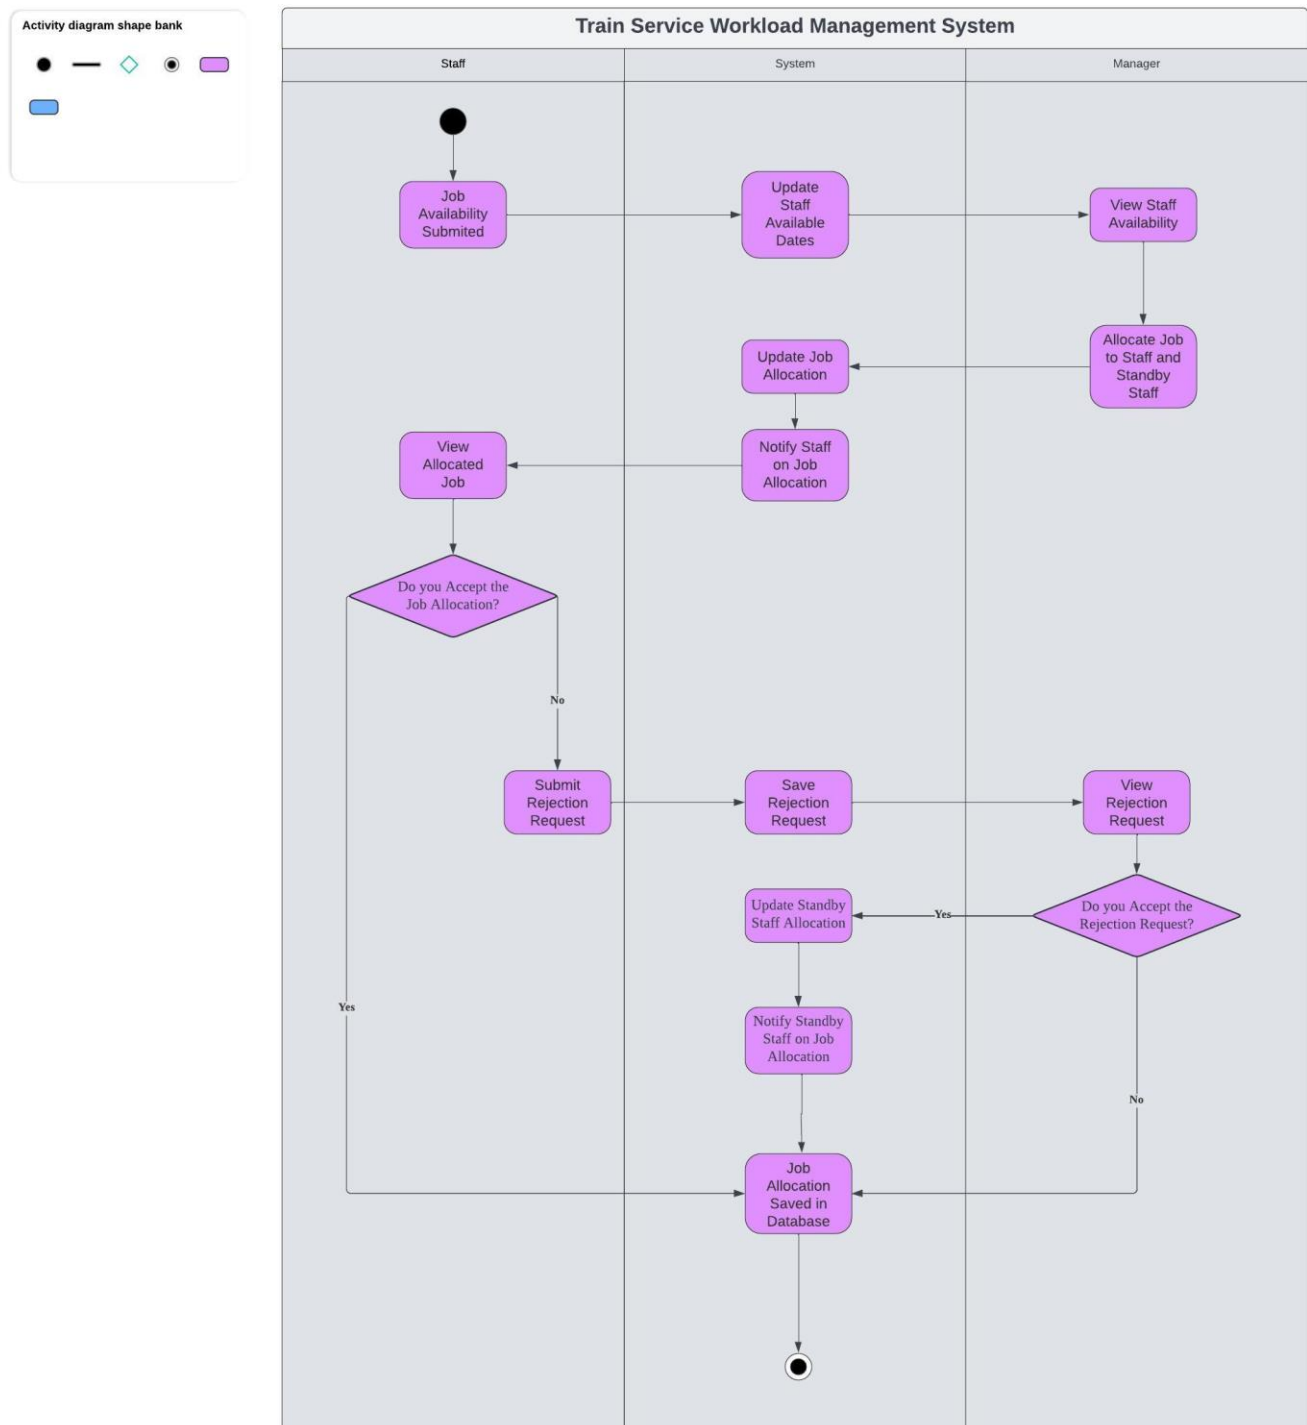 Activity diagram shape bank
Train Service Workload Management System
Staff
System
Manager
Job
Availability
Submited
Update
Staff
Available
Dates
View Staff
Availability
Allocate Job
to Staff and
Standby
Staff
Update Job
Allocation
Notify Staff
on Job
Allocation
View
Allocated
Job
Do you Accept the
Job Allocation?
No
Submit
Rejection
Request
Save
Rejection
Request
View
Rejection
Request
Do you Accept the
Rejection Request?
Yes
Update Standby
Staff Allocation
Yes
Notify Standby
Staff on Job
Allocation
No
Job
Allocation
Saved in
Database